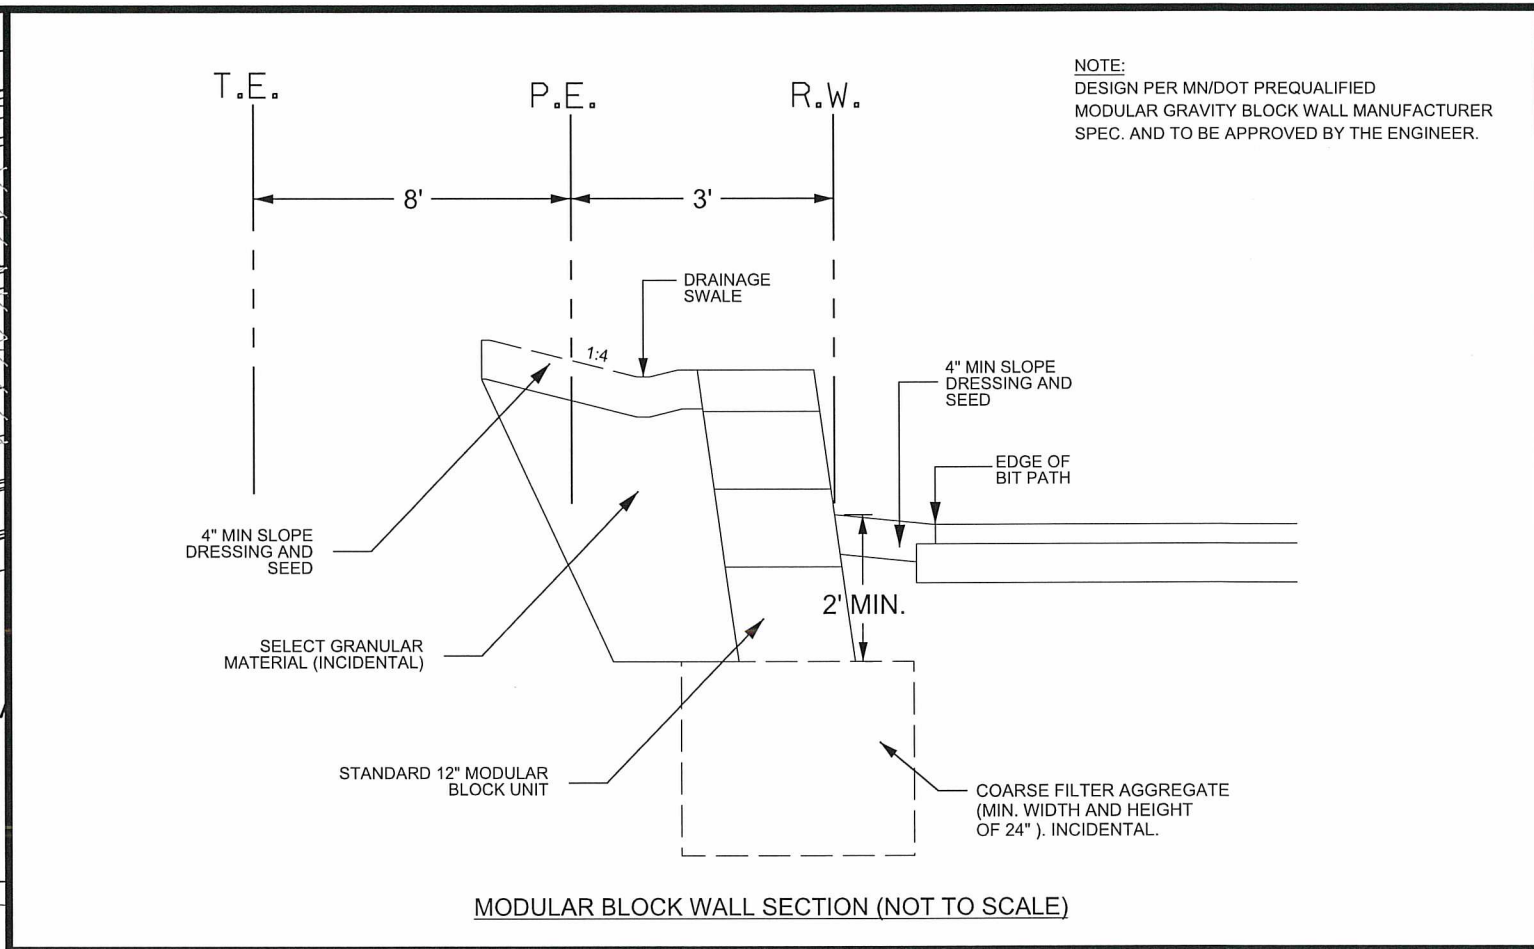 T.E.
P.E.
R.W.
NOTE:
DESIGN PER MN/DOT PREQUALIFIED
MODULAR GRAVITY BLOCK WALL MANUFACTURER
SPEC. AND TO BE APPROVED BY THE ENGINEER.
8'
3'
DRAINAGE
SWALE
1:4
4" MIN SLOPE
DRESSING AND
SEED
EDGE OF
BIT PATH
4" MIN SLOPE
DRESSING AND
SEED
2' MIN.
SELECT GRANULAR
MATERIAL (INCIDENTAL)
STANDARD 12" MODULAR
BLOCK UNIT
COARSE FILTER AGGREGATE
(MIN. WIDTH AND HEIGHT
OF 24" ). INCIDENTAL.
MODULAR BLOCK WALL SECTION (NOT TO SCALE)